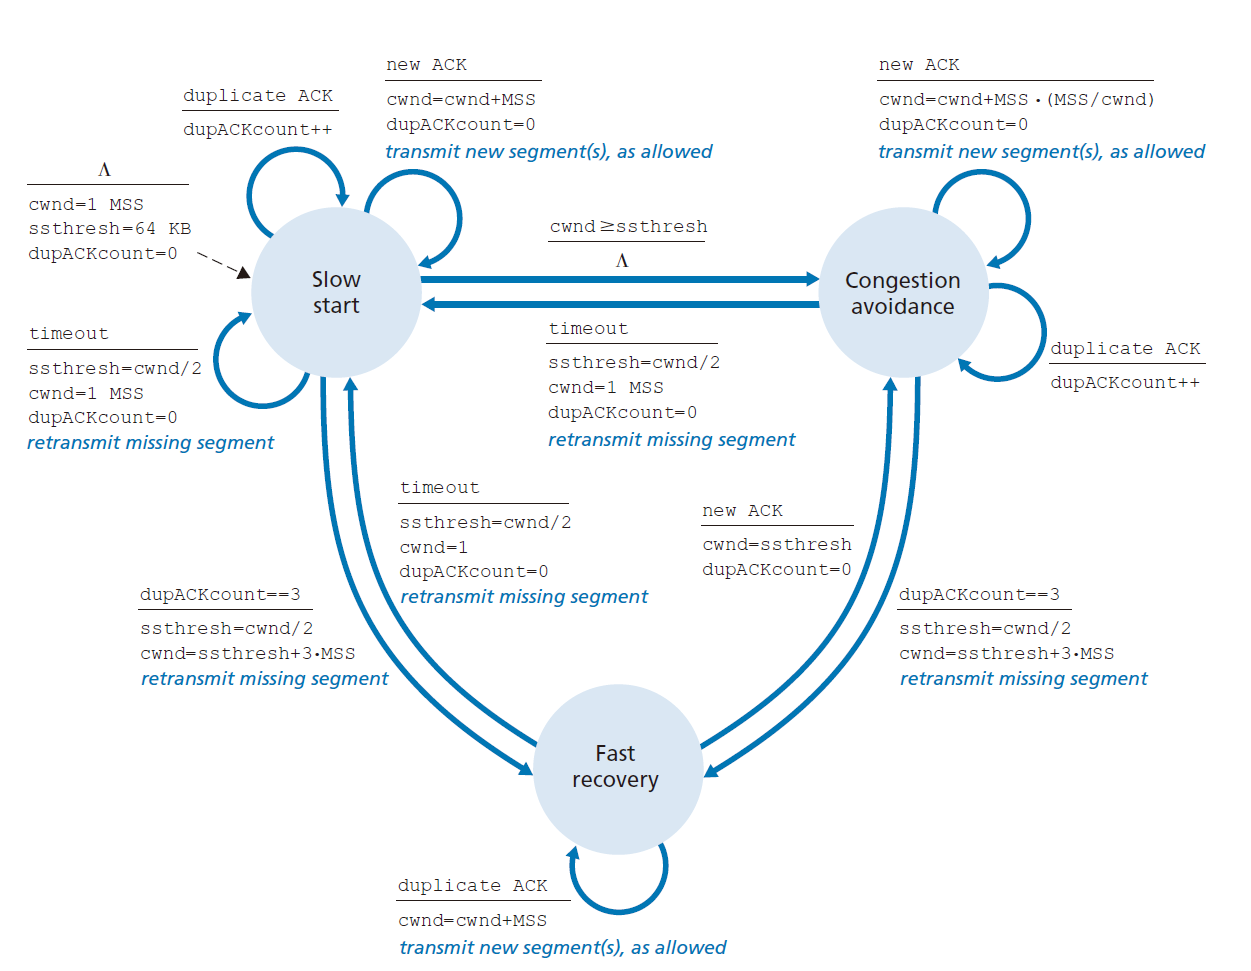 new ACK
cwnd=cwnd+MSS
dupACKcount=0
transmit new segment(s), as allowed
new ACK
cwnd=cwnd+MSS·(MSS/cwnd)
dupACKcount=0
transmit new segment(s), as allowed
duplicate ACK
dupACKcount++
Λ
cwnd=1 MSS
ssthresh=64 KB
dupACKcount=0
cwnd≥ssthresh
Λ
Slow
start
Congestion
avoidance
timeout
ssthresh=cwnd/2
cwnd=1 MSS
dupACKcount=0
retransmit missing segment
timeout
ssthresh=cwnd/2
cwnd=1 MSS
dupACKcount=0
retransmit missing segment
duplicate ACK
dupACKcount++
timeout
ssthresh=cwnd/2
cwnd=1
dupACKcount=0
retransmit missing segment
new ACK
cwnd=ssthresh
dupACKcount=0
dupACKcount==3
ssthresh=cwnd/2
cwnd=ssthresh+3·MSS
retransmit missing segment
dupACKcount==3
ssthresh=cwnd/2
cwnd=ssthresh+3·MSS
retransmit missing segment
Fast
recovery
duplicate ACK
cwnd=cwnd+MSS
transmit new segment(s), as allowed